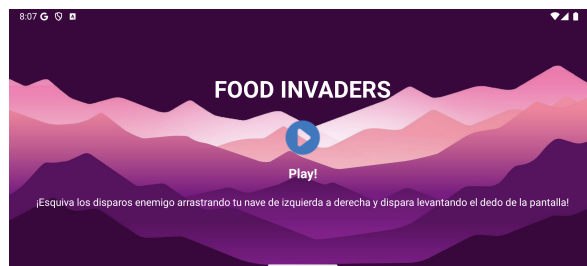 8:07 G
FOOD INVADERS
Play!
¡Esquiva los disparos enemigo arrastrando tu nave de izquierda a derecha y dispara levantando el dedo de la pantalla!